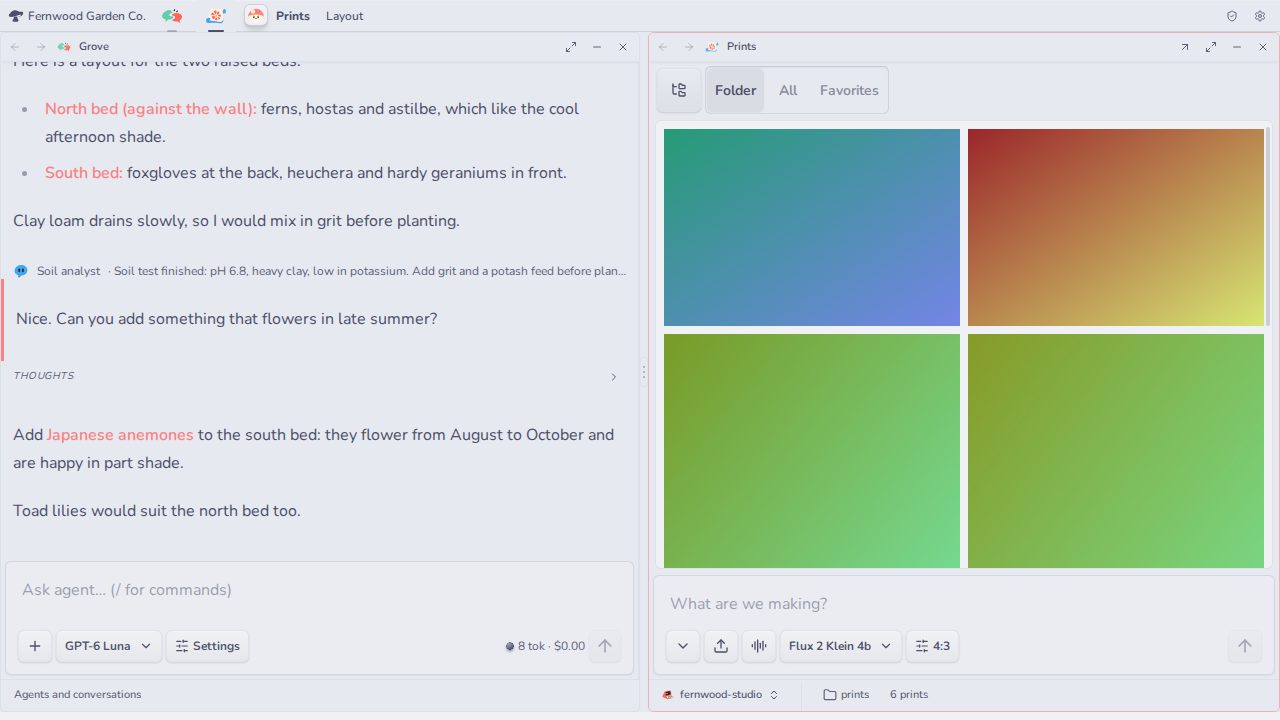 Fernwood Garden Co.
Prints
Layout
Grove
Here is a layout for the two raised beds:
North bed (against the wall): ferns, hostas and astilbe, which like the cool
afternoon shade.
South bed: foxgloves at the back, heuchera and hardy geraniums in front.
Clay loam drains slowly, so I would mix in grit before planting.
Soil analyst · Soil test finished: pH 6.8, heavy clay, low in potassium. Add grit and a potash feed before plan...
Nice. Can you add something that flowers in late summer?
THOUGHTS
Add Japanese anemones to the south bed: they flower from August to October and
are happy in part shade.
Toad lilies would suit the north bed too.
Ask agent... (/ for commands)
GPT-6 Luna
Settings
8 tok · $0.00
Agents and conversations
Prints
Folder
All
Favorites
What are we making?
Flux 2 Klein 4b
4:3
fernwood-studio
prints
6 prints